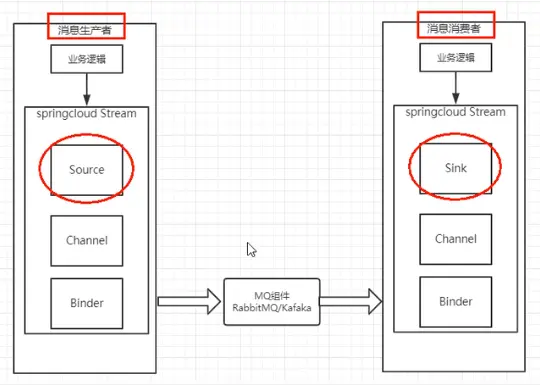 消息生产者
业务逻辑
springcloud Stream
Source
Channel
Binder
MQ组件
RabbitMQ/Kafaka
消息消费者
业务逻辑
springcloud Stream
Sink
Channel
Binder